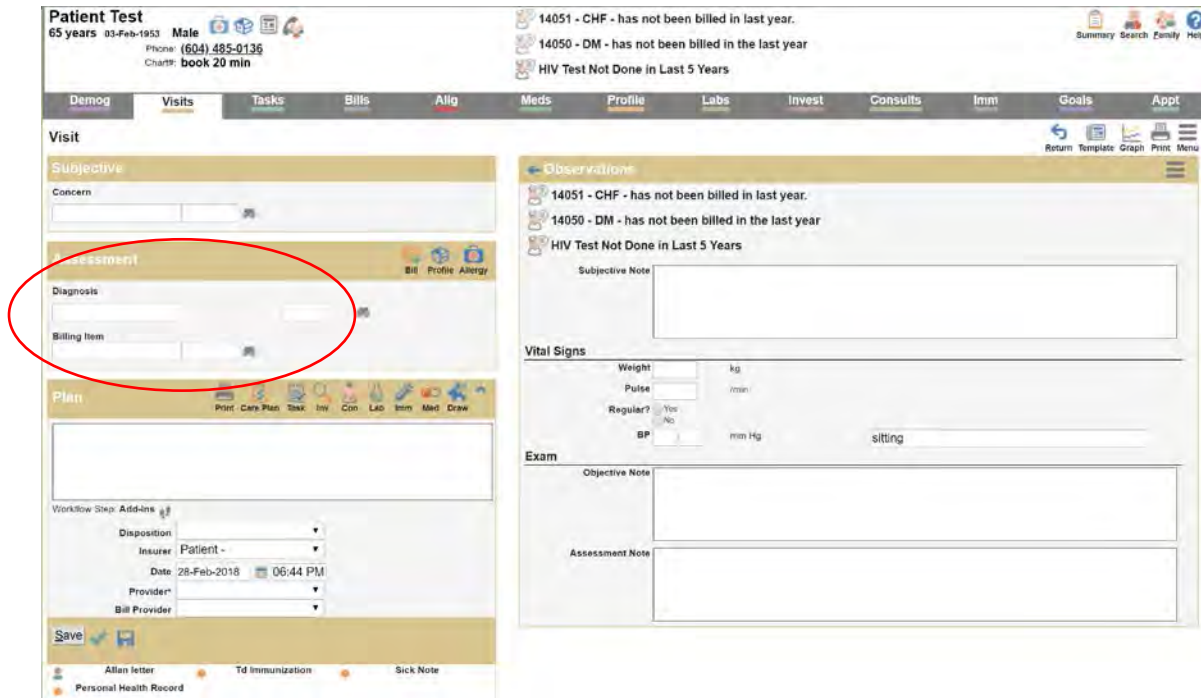 Patient Test
65 years 03-Feb-1953 Male
Phone: (604) 485-0136
Chart#: book 20 min
14051 - CHF - has not been billed in last year.
14050 - DM - has not been billed in the last year
HIV Test Not Done in Last 5 Years
Summary Search Family Help
Demog Visits Tasks Bills Allg Meds Profile Labs Invest Consults Imm Goals Appt
Visit
Return Template Graph Print Menu
Subjective
Concern
Assessment
Bill Profile Allergy
Diagnosis
Billing Item
Plan
Print Care Plan Task Inv Con Lab Imm Med Draw
Workflow Step: Add-ins
Disposition
Insurer Patient -
Date 28-Feb-2018 06:44 PM
Provider*
Bill Provider
Save
Allan letter Td Immunization Sick Note
Personal Health Record
Observations
14051 - CHF - has not been billed in last year.
14050 - DM - has not been billed in the last year
HIV Test Not Done in Last 5 Years
Subjective Note
Vital Signs
Weight kg
Pulse /min
Regular? Yes
No
BP / mm Hg sitting
Exam
Objective Note
Assessment Note